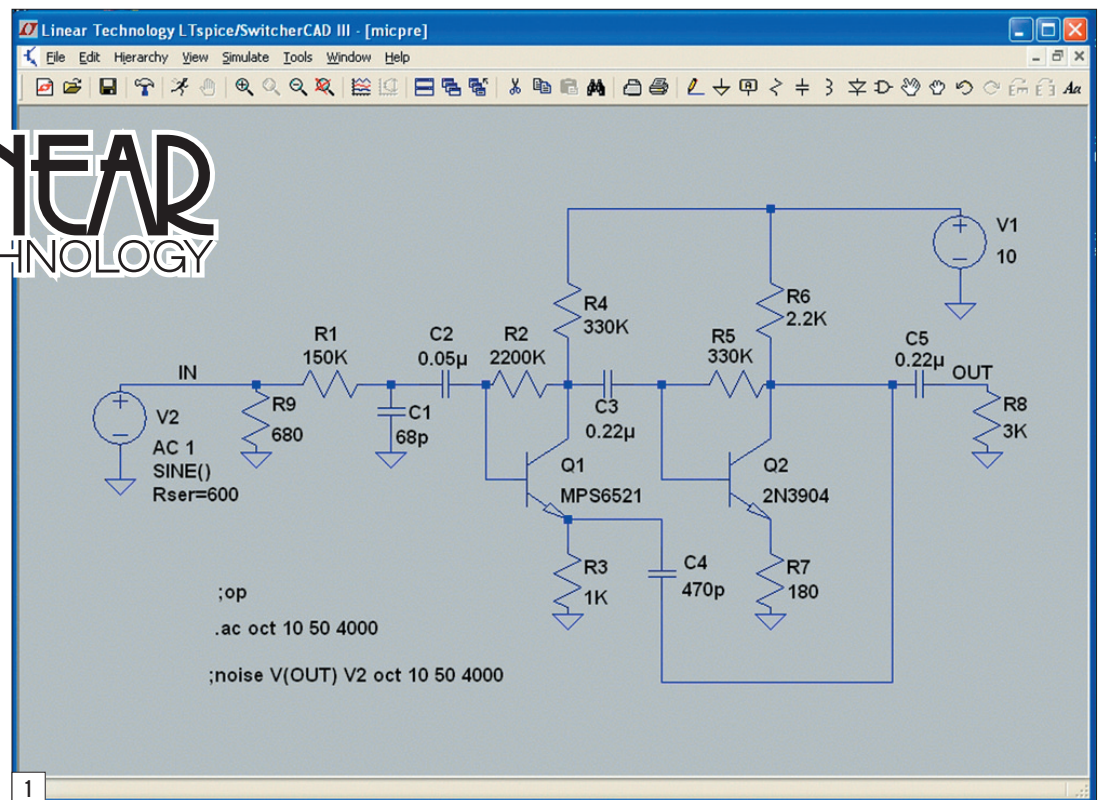 Linear Technology LTspice/SwitcherCAD III - [micpre]
File Edit Hierarchy View Simulate Tools Window Help
Aa
NEAR
HNOLOGY
V1
10
R4
330K
R6
2.2K
R1
150K
C2
0.05µ
R2
2200K
R5
330K
C5
0.22µ
IN
OUT
V2
AC 1
SINE()
Rser=600
R9
680
C1
68p
C3
0.22µ
R8
3K
Q1
MPS6521
Q2
2N3904
R3
1K
C4
470p
R7
180
;op
.ac oct 10 50 4000
;noise V(OUT) V2 oct 10 50 4000
1